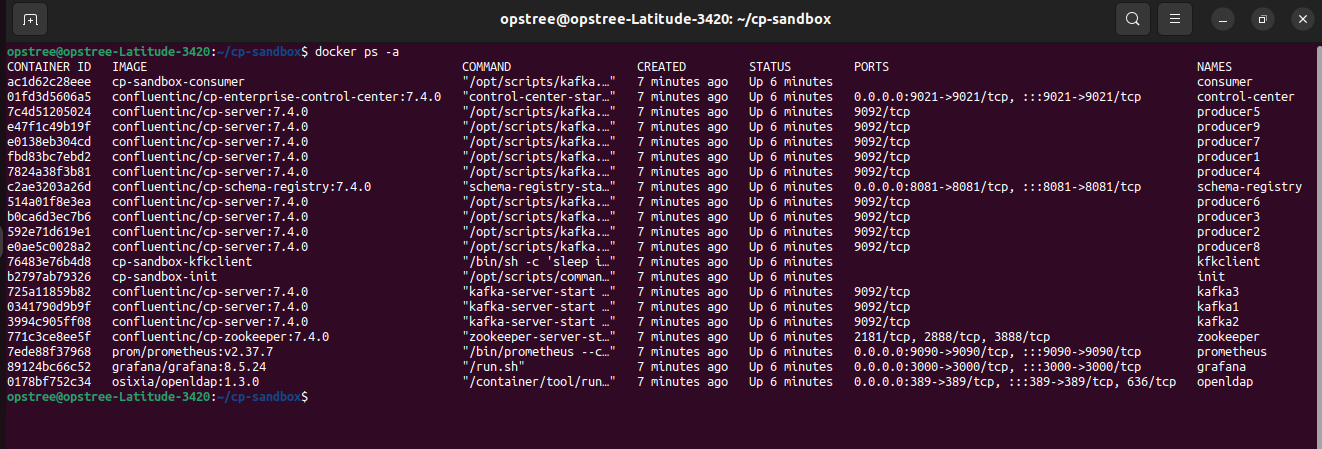 opstree@opstree-Latitude-3420: ~/cp-sandbox
opstree@opstree-Latitude-3420:~/cp-sandbox$ docker ps -a
CONTAINER ID IMAGE COMMAND CREATED STATUS PORTS NAMES
ac1d62c28eee cp-sandbox-consumer "/opt/scripts/kafka.…" 7 minutes ago Up 6 minutes consumer
01fd3d5606a5 confluentinc/cp-enterprise-control-center:7.4.0 "control-center-star…" 7 minutes ago Up 6 minutes 0.0.0.0:9021->9021/tcp, :::9021->9021/tcp control-center
7c4d51205024 confluentinc/cp-server:7.4.0 "/opt/scripts/kafka.…" 7 minutes ago Up 6 minutes 9092/tcp producer5
e47f1c49b19f confluentinc/cp-server:7.4.0 "/opt/scripts/kafka.…" 7 minutes ago Up 6 minutes 9092/tcp producer9
e0138eb304cd confluentinc/cp-server:7.4.0 "/opt/scripts/kafka.…" 7 minutes ago Up 6 minutes 9092/tcp producer7
fbd83bc7ebd2 confluentinc/cp-server:7.4.0 "/opt/scripts/kafka.…" 7 minutes ago Up 6 minutes 9092/tcp producer1
7824a38f3b81 confluentinc/cp-server:7.4.0 "/opt/scripts/kafka.…" 7 minutes ago Up 6 minutes 9092/tcp producer4
c2ae3203a26d confluentinc/cp-schema-registry:7.4.0 "schema-registry-sta…" 7 minutes ago Up 6 minutes 0.0.0.0:8081->8081/tcp, :::8081->8081/tcp schema-registry
514a01f8e3ea confluentinc/cp-server:7.4.0 "/opt/scripts/kafka.…" 7 minutes ago Up 6 minutes 9092/tcp producer6
b0ca6d3ec7b6 confluentinc/cp-server:7.4.0 "/opt/scripts/kafka.…" 7 minutes ago Up 6 minutes 9092/tcp producer3
592e71d619e1 confluentinc/cp-server:7.4.0 "/opt/scripts/kafka.…" 7 minutes ago Up 6 minutes 9092/tcp producer2
e0ae5c0028a2 confluentinc/cp-server:7.4.0 "/opt/scripts/kafka.…" 7 minutes ago Up 6 minutes 9092/tcp producer8
76483e76b4d8 cp-sandbox-kfkclient "/bin/sh -c 'sleep i…" 7 minutes ago Up 6 minutes kfkclient
b2797ab79326 cp-sandbox-init "/opt/scripts/comman…" 7 minutes ago Up 6 minutes init
725a11859b82 confluentinc/cp-server:7.4.0 "kafka-server-start …" 7 minutes ago Up 6 minutes 9092/tcp kafka3
0341790d9b9f confluentinc/cp-server:7.4.0 "kafka-server-start …" 7 minutes ago Up 6 minutes 9092/tcp kafka1
3994c905ff08 confluentinc/cp-server:7.4.0 "kafka-server-start …" 7 minutes ago Up 6 minutes 9092/tcp kafka2
771c3ce8ee5f confluentinc/cp-zookeeper:7.4.0 "zookeeper-server-st…" 7 minutes ago Up 6 minutes 2181/tcp, 2888/tcp, 3888/tcp zookeeper
7ede88f37968 prom/prometheus:v2.37.7 "/bin/prometheus --c…" 7 minutes ago Up 6 minutes 0.0.0.0:9090->9090/tcp, :::9090->9090/tcp prometheus
89124bc66c52 grafana/grafana:8.5.24 "/run.sh" 7 minutes ago Up 6 minutes 0.0.0.0:3000->3000/tcp, :::3000->3000/tcp grafana
0178bf752c34 osixia/openldap:1.3.0 "/container/tool/run…" 7 minutes ago Up 6 minutes 0.0.0.0:389->389/tcp, :::389->389/tcp, 636/tcp openldap
opstree@opstree-Latitude-3420:~/cp-sandbox$